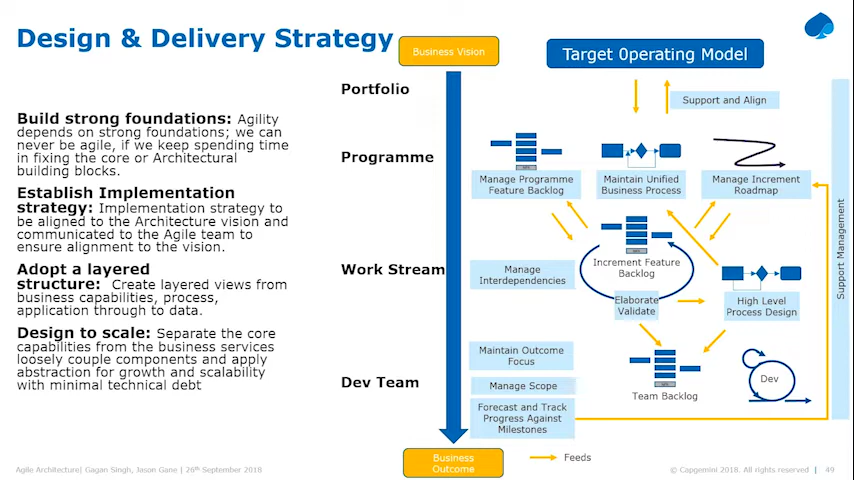 Design & Delivery Strategy
Business Vision
Target 0perating Model
Portfolio
Support and Align
Build strong foundations: Agility
depends on strong foundations; we can
never be agile, if we keep spending time
in fixing the core or Architectural
building blocks.
Programme
Manage Programme
Feature Backlog
Maintain Unified
Business Process
Manage Increment
Roadmap
Establish Implementation
strategy: Implementation strategy to
be aligned to the Architecture vision and
communicated to the Agile team to
ensure alignment to the vision.
Support Management
Work Stream
Manage
Interdependencies
Increment Feature
Backlog
Elaborate
Validate
High Level
Process Design
Adopt a layered
structure: Create layered views from
business capabilities, process,
application through to data.
Design to scale: Separate the core
capabilities from the business services
loosely couple components and apply
abstraction for growth and scalability
with minimal technical debt
Dev Team
Maintain Outcome
Focus
Manage Scope
Forecast and Track
Progress Against
Milestones
Team Backlog
Dev
Business
Outcome
Feeds
Agile Architecture| Gagan Singh, Jason Gane | 26th September 2018
© Capgemini 2018. All rights reserved | 49